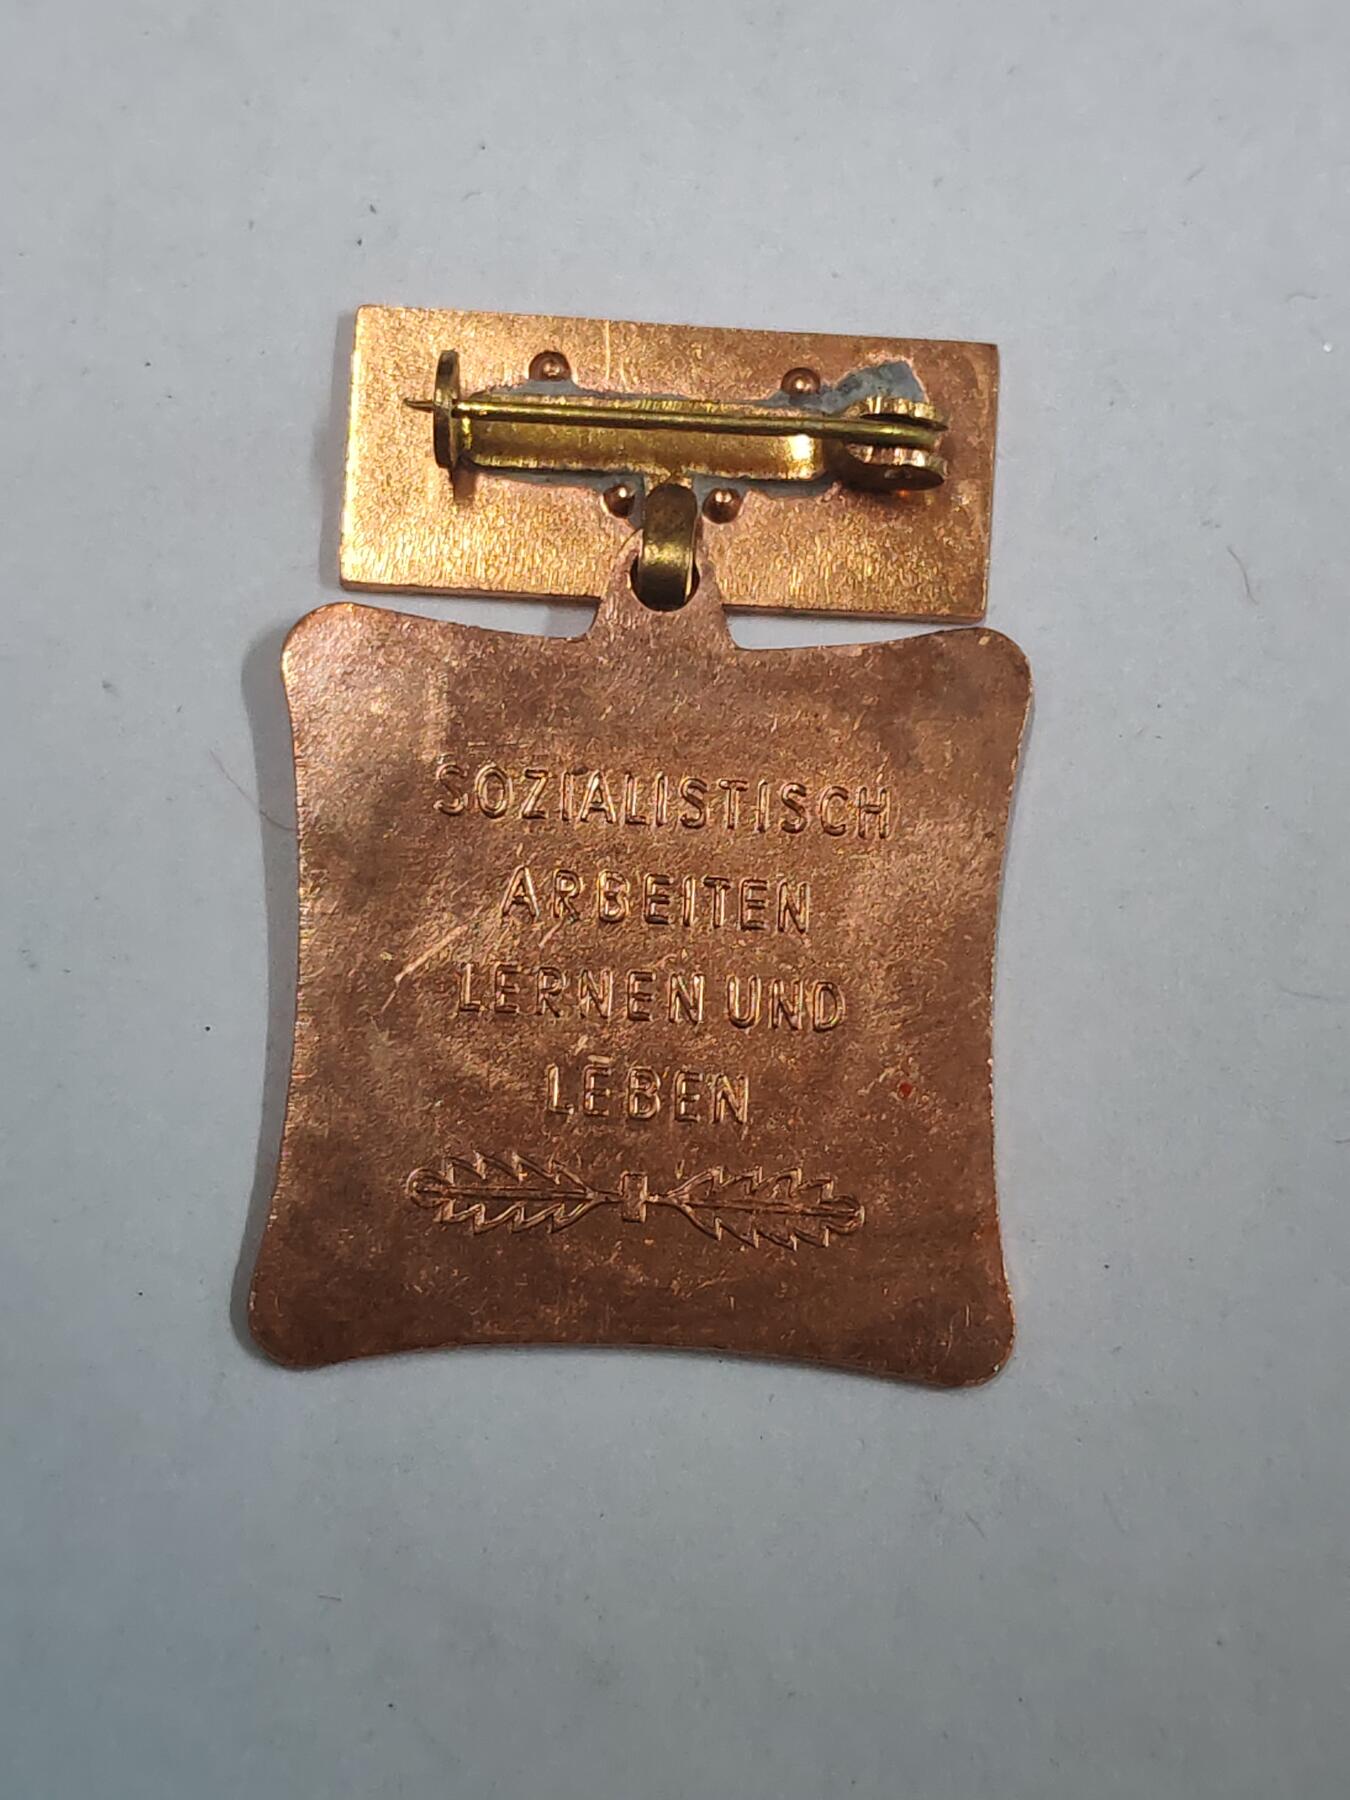 SOZIALISTISCH
ARBEITEN
LERNEN UND
LEBEN